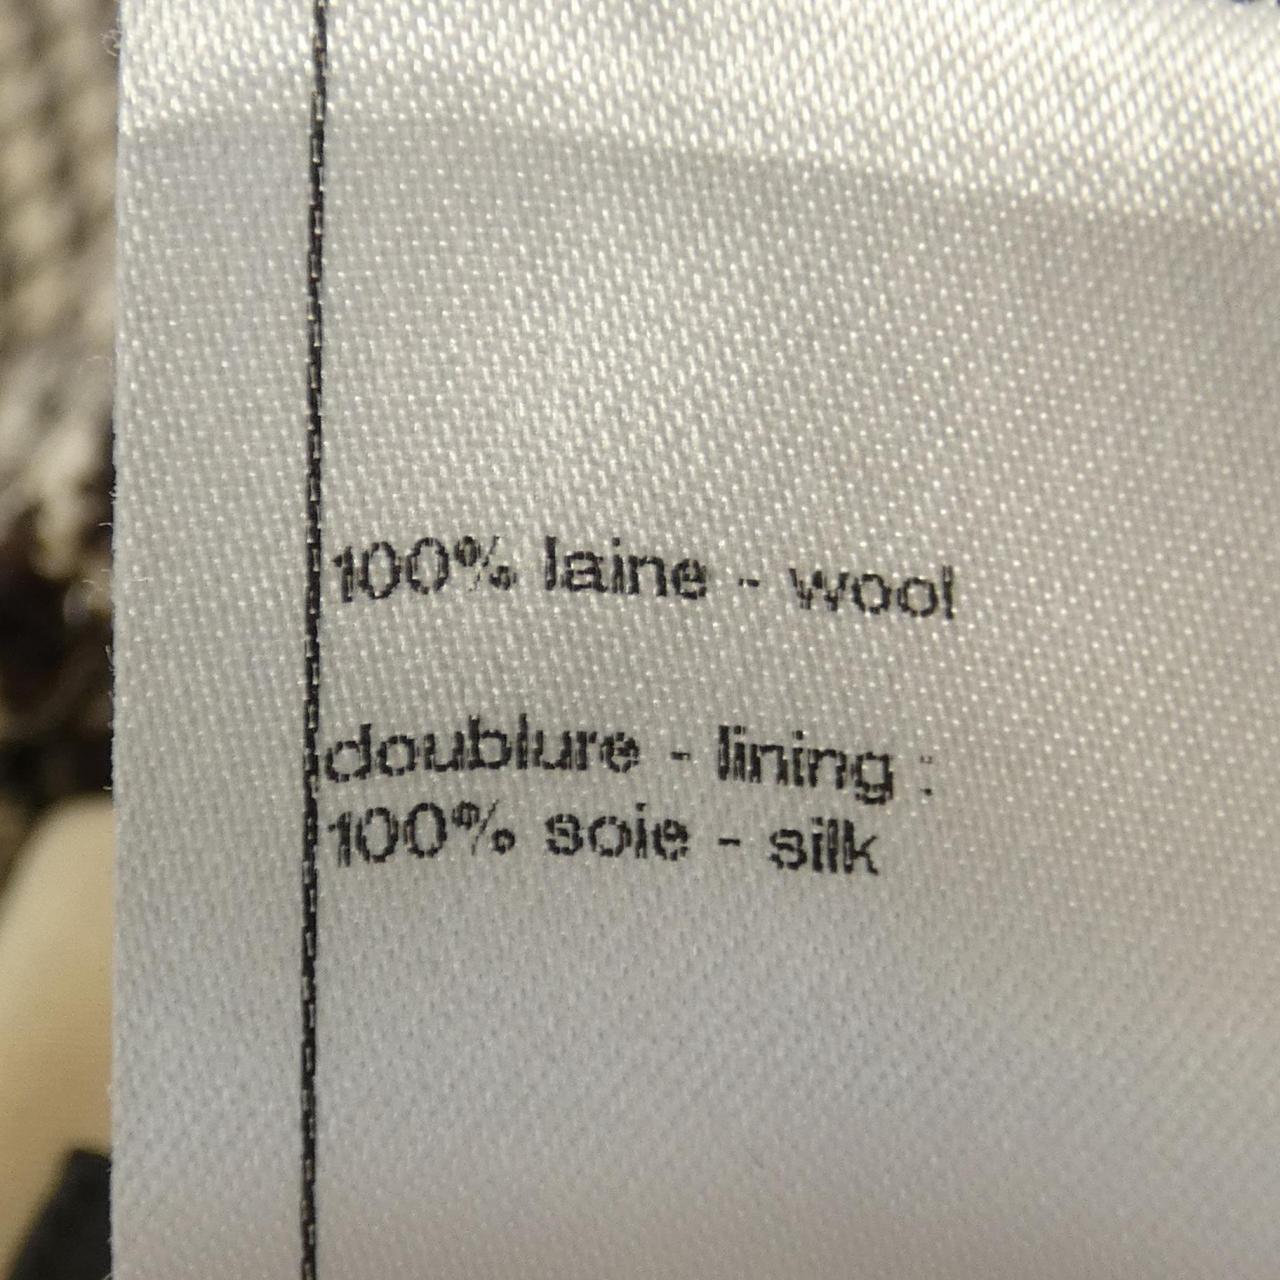 100% laine - wool
doublure - lining :
100% soie - silk